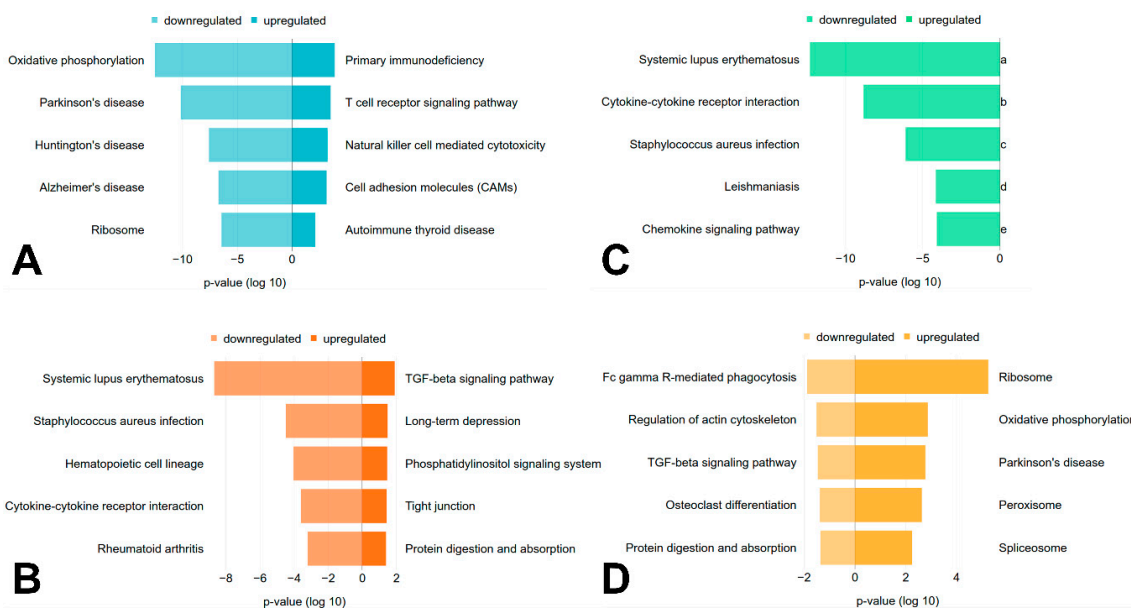 downregulated upregulated
Oxidative phosphorylation Primary immunodeficiency
Parkinson's disease T cell receptor signaling pathway
Huntington's disease Natural killer cell mediated cytotoxicity
Alzheimer's disease Cell adhesion molecules (CAMs)
Ribosome Autoimmune thyroid disease
−10 −5 0
p-value (log 10)
A
downregulated upregulated
Systemic lupus erythematosus a
Cytokine-cytokine receptor interaction b
Staphylococcus aureus infection c
Leishmaniasis d
Chemokine signaling pathway e
−10 −5 0
p-value (log 10)
C
downregulated upregulated
Systemic lupus erythematosus TGF-beta signaling pathway
Staphylococcus aureus infection Long-term depression
Hematopoietic cell lineage Phosphatidylinositol signaling system
Cytokine-cytokine receptor interaction Tight junction
Rheumatoid arthritis Protein digestion and absorption
−8 −6 −4 −2 0 2
p-value (log 10)
B
downregulated upregulated
Fc gamma R-mediated phagocytosis Ribosome
Regulation of actin cytoskeleton Oxidative phosphorylation
TGF-beta signaling pathway Parkinson's disease
Osteoclast differentiation Peroxisome
Protein digestion and absorption Spliceosome
−2 0 2 4
p-value (log 10)
D